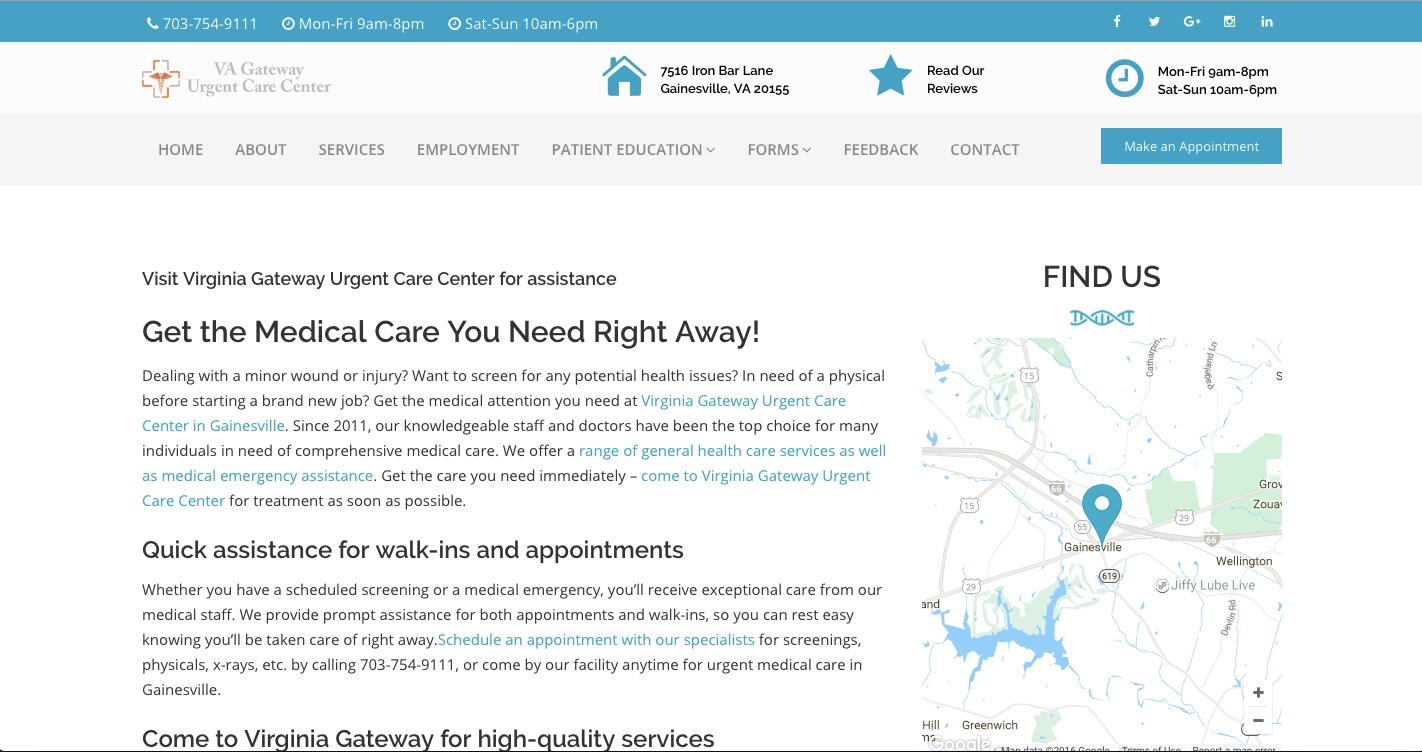 703-754-9111 Mon-Fri 9am-8pm Sat-Sun 10am-6pm
VA Gateway
Urgent Care Center
7516 Iron Bar Lane
Gainesville, VA 20155
Read Our
Reviews
Mon-Fri 9am-8pm
Sat-Sun 10am-6pm
HOME ABOUT SERVICES EMPLOYMENT PATIENT EDUCATION FORMS FEEDBACK CONTACT
Make an Appointment
Visit Virginia Gateway Urgent Care Center for assistance
Get the Medical Care You Need Right Away!
Dealing with a minor wound or injury? Want to screen for any potential health issues? In need of a physical
before starting a brand new job? Get the medical attention you need at Virginia Gateway Urgent Care
Center in Gainesville. Since 2011, our knowledgeable staff and doctors have been the top choice for many
individuals in need of comprehensive medical care. We offer a range of general health care services as well
as medical emergency assistance. Get the care you need immediately – come to Virginia Gateway Urgent
Care Center for treatment as soon as possible.
Quick assistance for walk-ins and appointments
Whether you have a scheduled screening or a medical emergency, you’ll receive exceptional care from our
medical staff. We provide prompt assistance for both appointments and walk-ins, so you can rest easy
knowing you’ll be taken care of right away.Schedule an appointment with our specialists for screenings,
physicals, x-rays, etc. by calling 703-754-9111, or come by our facility anytime for urgent medical care in
Gainesville.
Come to Virginia Gateway for high-quality services
FIND US
Catharpin
Pageland Ln
15
S
66
15
Grov
Zouav
29
55
66
Gainesville
Wellington
619
29
Jiffy Lube Live
and
Devlin Rd
+
−
Hill
ms
Greenwich
Google
Map data ©2016 Google Terms of Use Report a map error